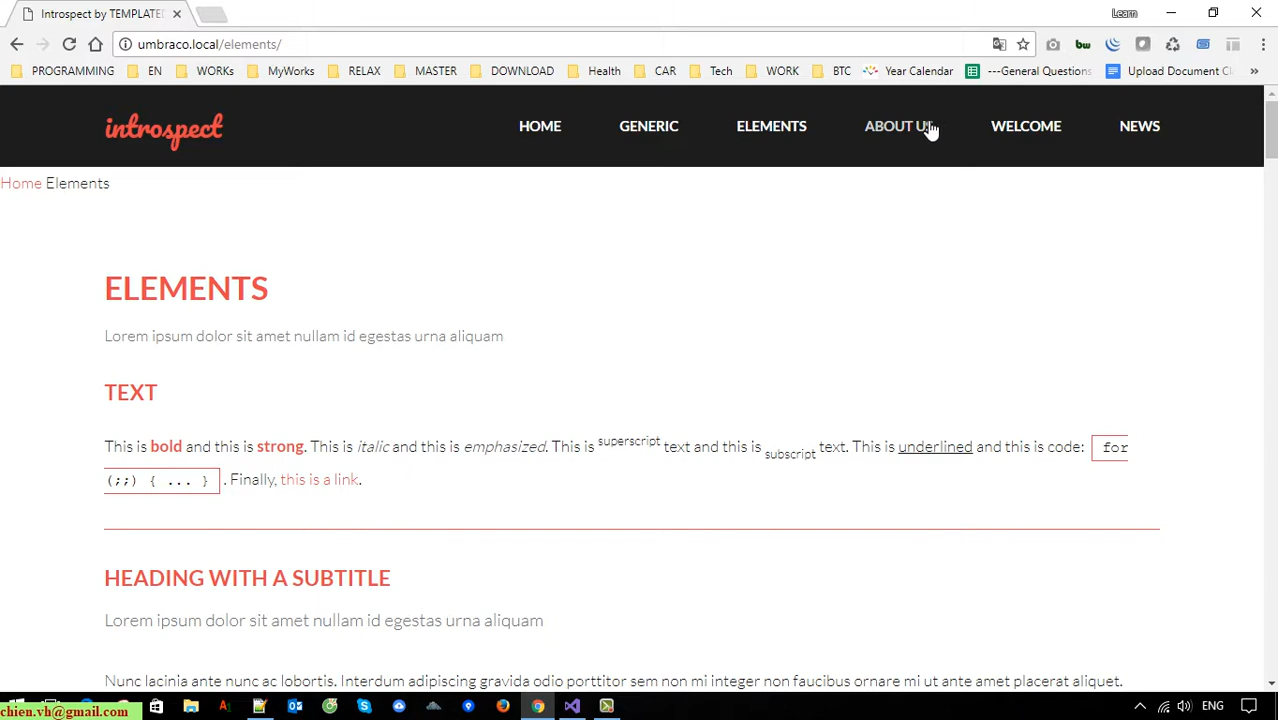 Introspect by TEMPLATED
Learn
umbraco.local/elements/
bw
PROGRAMMING EN WORKs MyWorks RELAX MASTER DOWNLOAD Health CAR Tech WORK BTC Year Calendar ---General Questions Upload Document C »
introspect HOME GENERIC ELEMENTS ABOUT US WELCOME NEWS
Home Elements
ELEMENTS
Lorem ipsum dolor sit amet nullam id egestas urna aliquam
TEXT
This is bold and this is strong. This is italic and this is emphasized. This is superscript text and this is subscript text. This is underlined and this is code: for
(;;) { ... } . Finally, this is a link.
HEADING WITH A SUBTITLE
Lorem ipsum dolor sit amet nullam id egestas urna aliquam
Nunc lacinia ante nunc ac lobortis. Interdum adipiscing gravida odio porttitor sem non mi integer non faucibus ornare mi ut ante amet placerat aliquet.
chien.vh@gmail.com
ENG